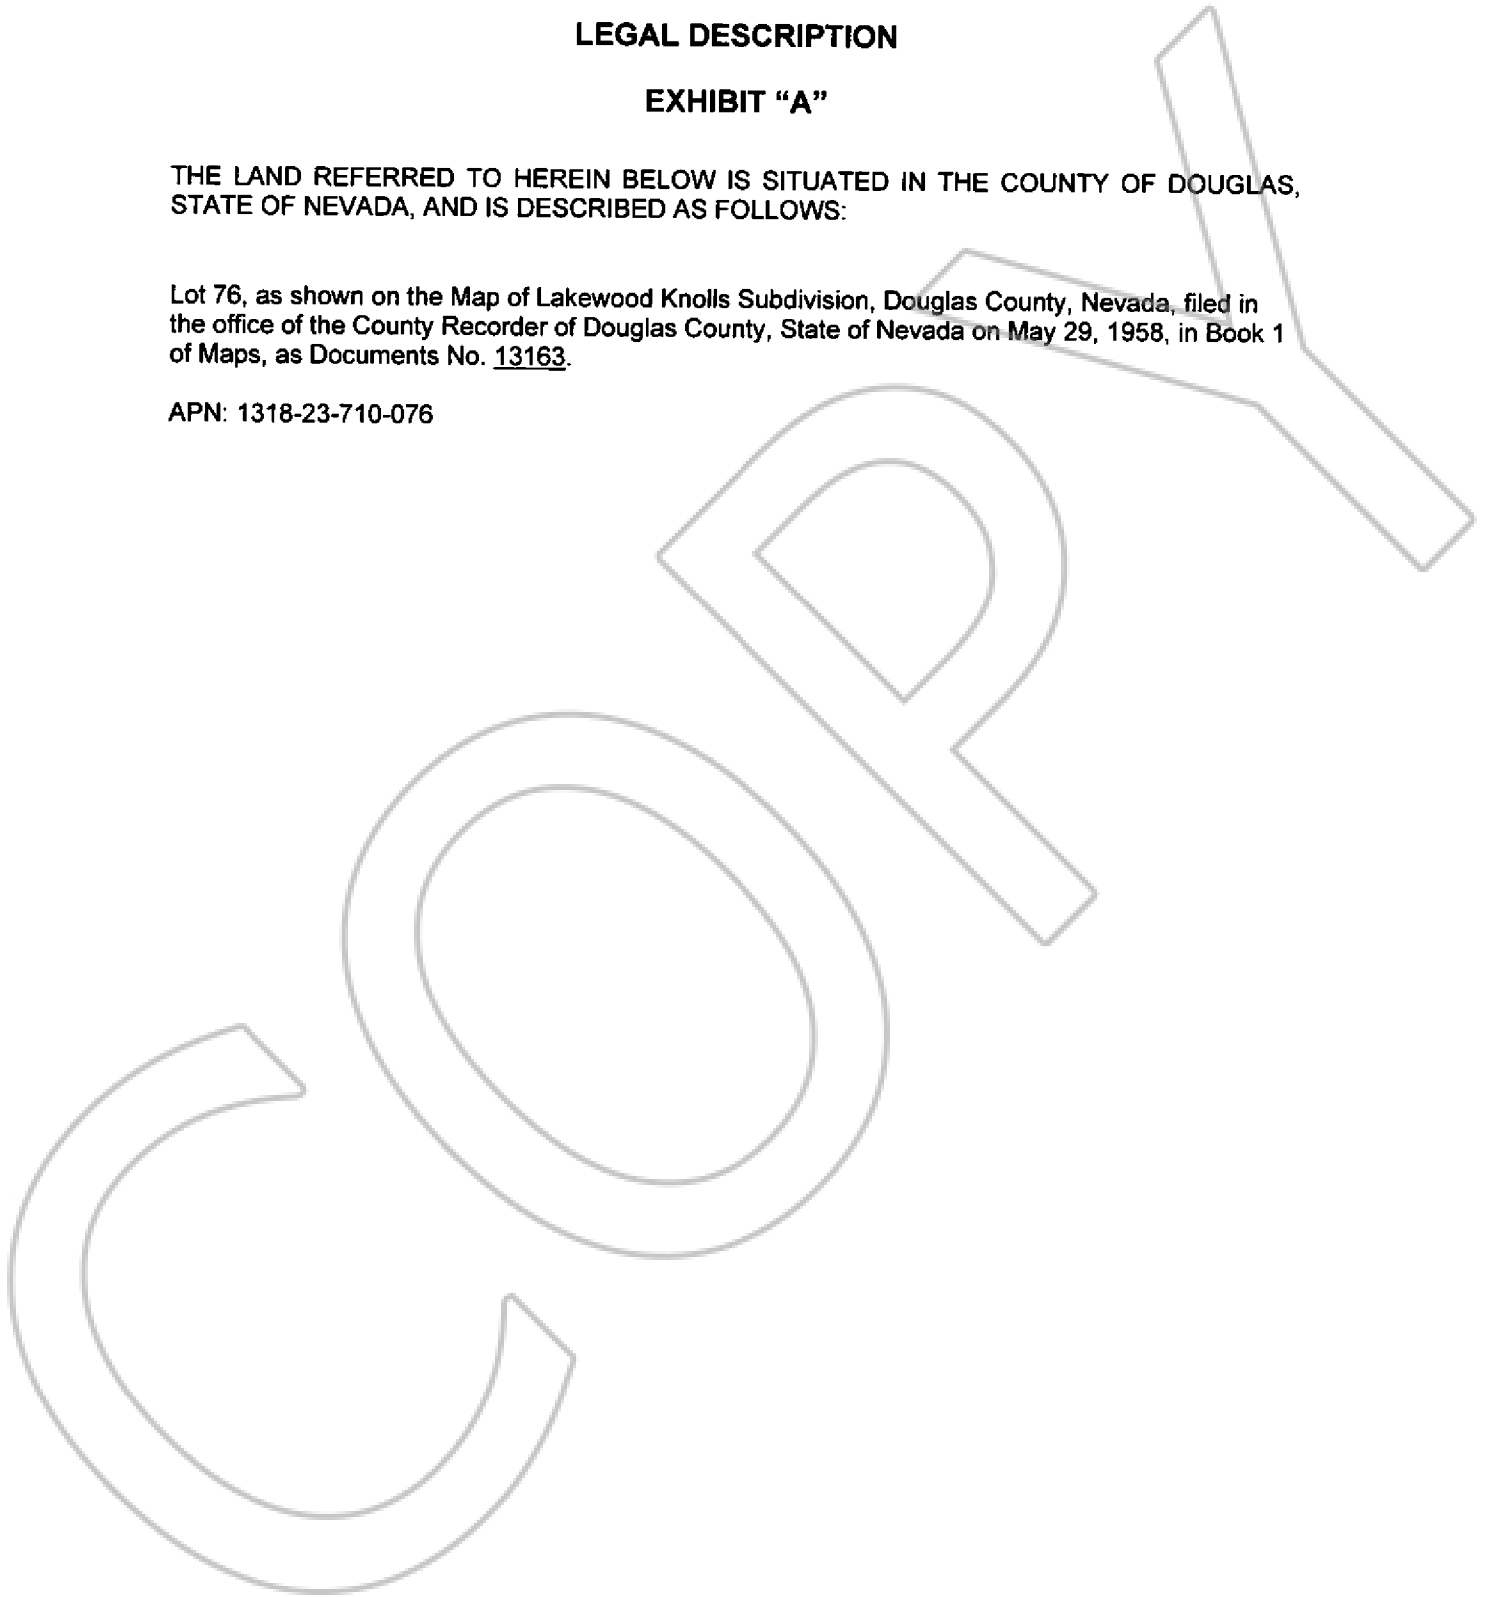 LEGAL DESCRIPTION
EXHIBIT “A”
THE LAND REFERRED TO HEREIN BELOW IS SITUATED IN THE COUNTY OF DOUGLAS,
STATE OF NEVADA, AND IS DESCRIBED AS FOLLOWS:
Lot 76, as shown on the Map of Lakewood Knolls Subdivision, Douglas County, Nevada, filed in
the office of the County Recorder of Douglas County, State of Nevada on May 29, 1958, in Book 1
of Maps, as Documents No. 13163.
APN: 1318-23-710-076
COPY